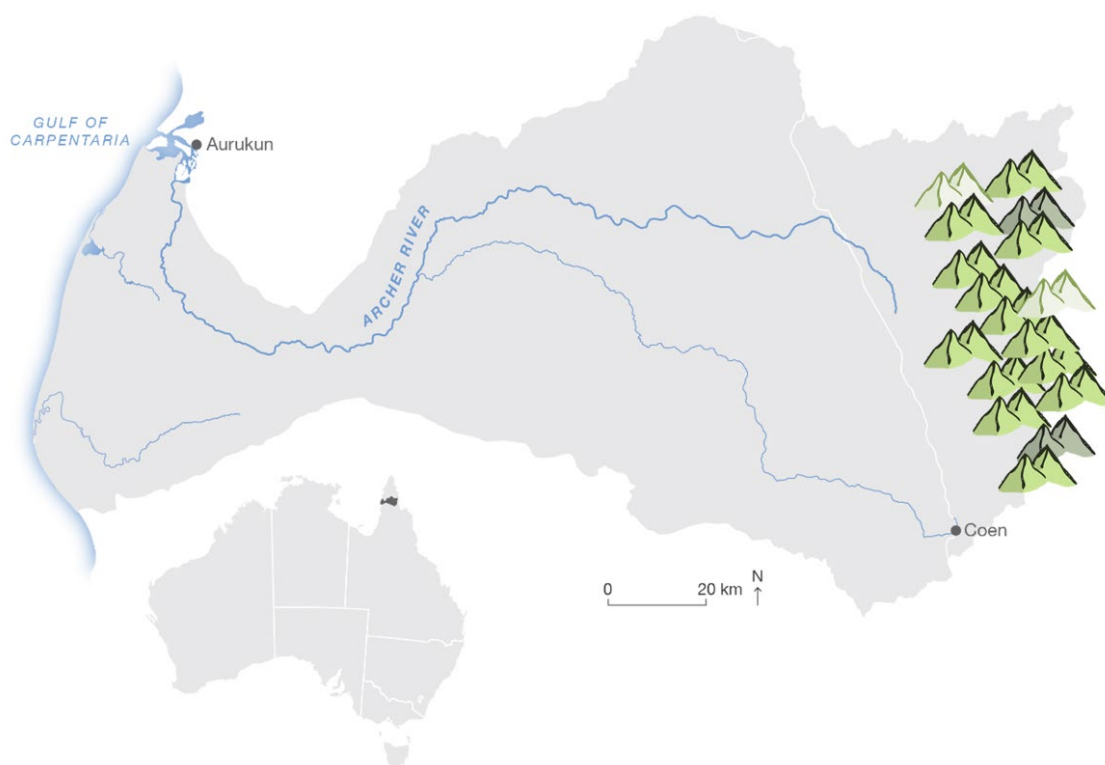 GULF OF
CARPENTARIA
Aurukun
ARCHER RIVER
Coen
0 20 km N